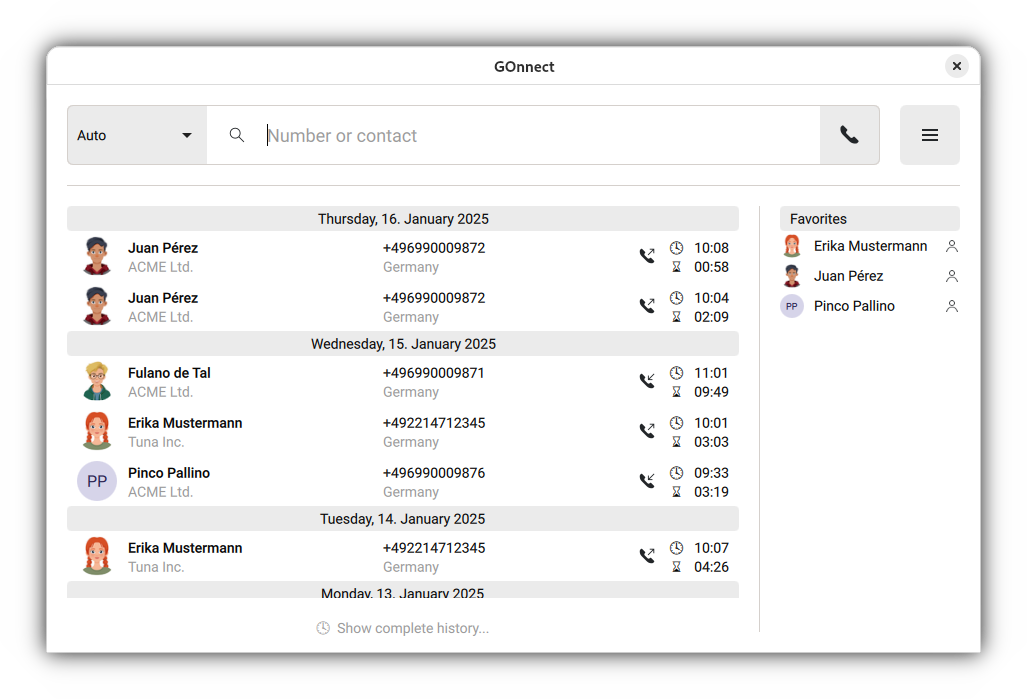 GOnnect
Auto
Number or contact
Thursday, 16. January 2025
Juan Pérez +496990009872 10:08
ACME Ltd. Germany 00:58
Juan Pérez +496990009872 10:04
ACME Ltd. Germany 02:09
Wednesday, 15. January 2025
Fulano de Tal +496990009871 11:01
ACME Ltd. Germany 09:49
Erika Mustermann +492214712345 10:01
Tuna Inc. Germany 03:03
PP
Pinco Pallino +496990009876 09:33
ACME Ltd. Germany 03:19
Tuesday, 14. January 2025
Erika Mustermann +492214712345 10:07
Tuna Inc. Germany 04:26
Monday, 13. January 2025
Show complete history...
Favorites
Erika Mustermann
Juan Pérez
PP Pinco Pallino